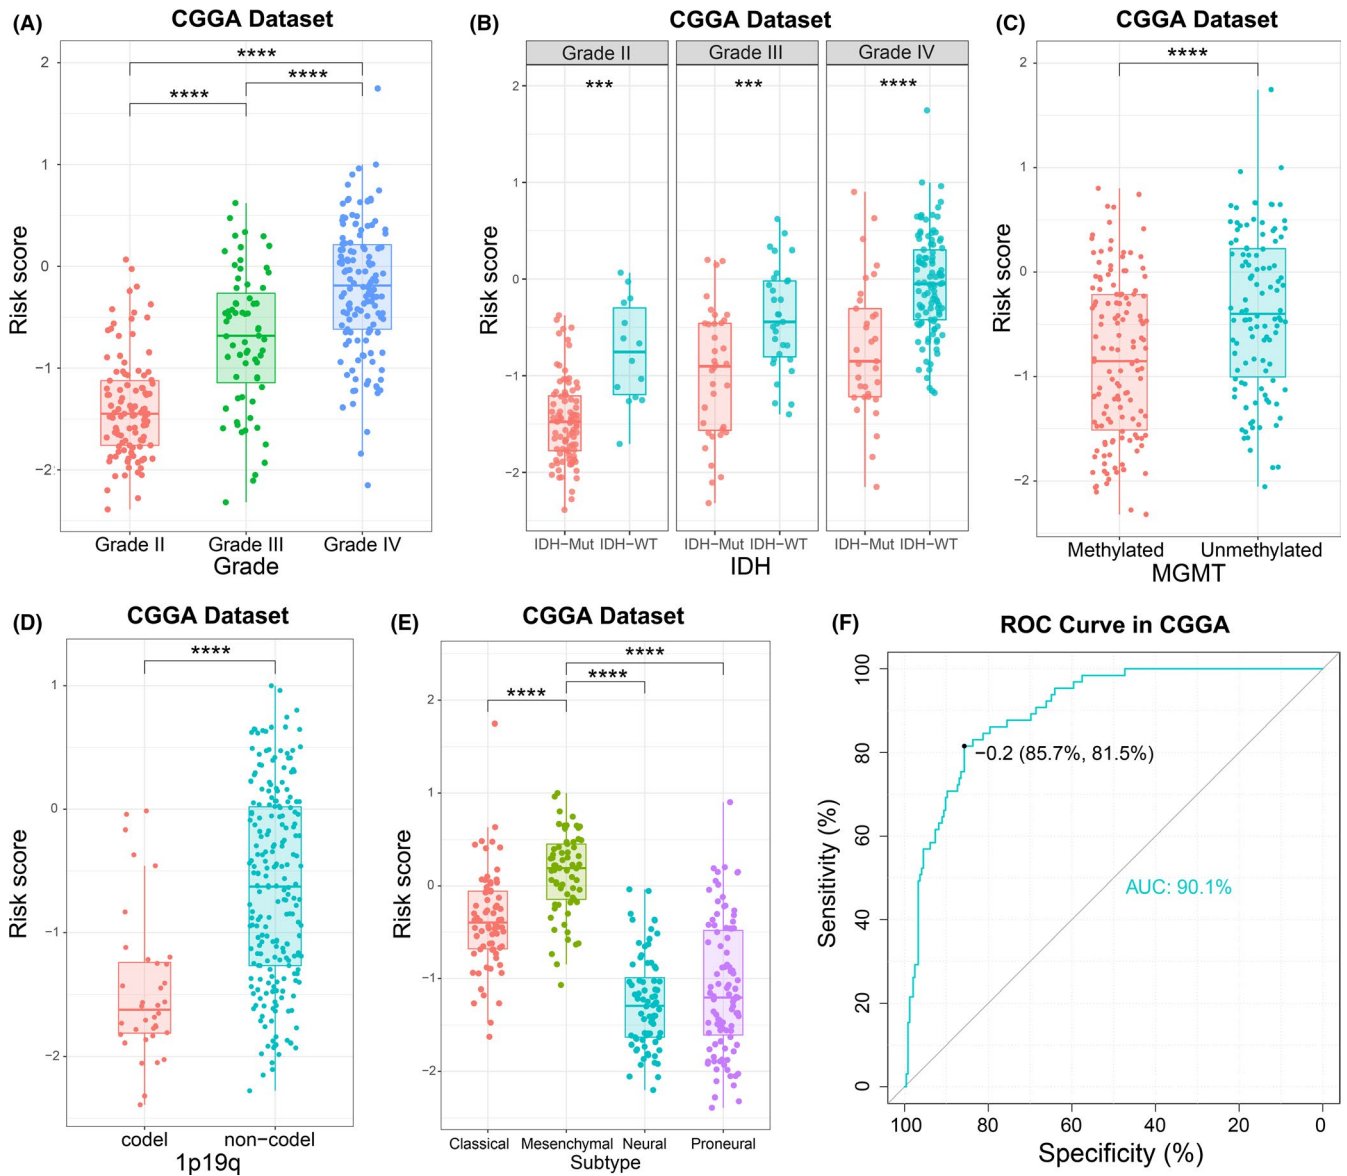 (A)
CGGA Dataset
Risk score
2
1
0
−1
−2
****
****
****
Grade II
Grade III
Grade IV
Grade
(B)
CGGA Dataset
Grade II
Grade III
Grade IV
***
***
****
Risk score
2
1
0
−1
−2
IDH−Mut IDH−WT
IDH−Mut IDH−WT
IDH−Mut IDH−WT
IDH
(C)
CGGA Dataset
****
Risk score
2
1
0
−1
−2
Methylated
Unmethylated
MGMT
(D)
CGGA Dataset
****
Risk score
1
0
−1
−2
codel
non−codel
1p19q
(E)
CGGA Dataset
****
****
****
Risk score
2
1
0
−1
−2
Classical
Mesenchymal
Neural
Proneural
Subtype
(F)
ROC Curve in CGGA
Sensitivity (%)
100
80
60
40
20
0
−0.2 (85.7%, 81.5%)
AUC: 90.1%
100
80
60
40
20
0
Specificity (%)